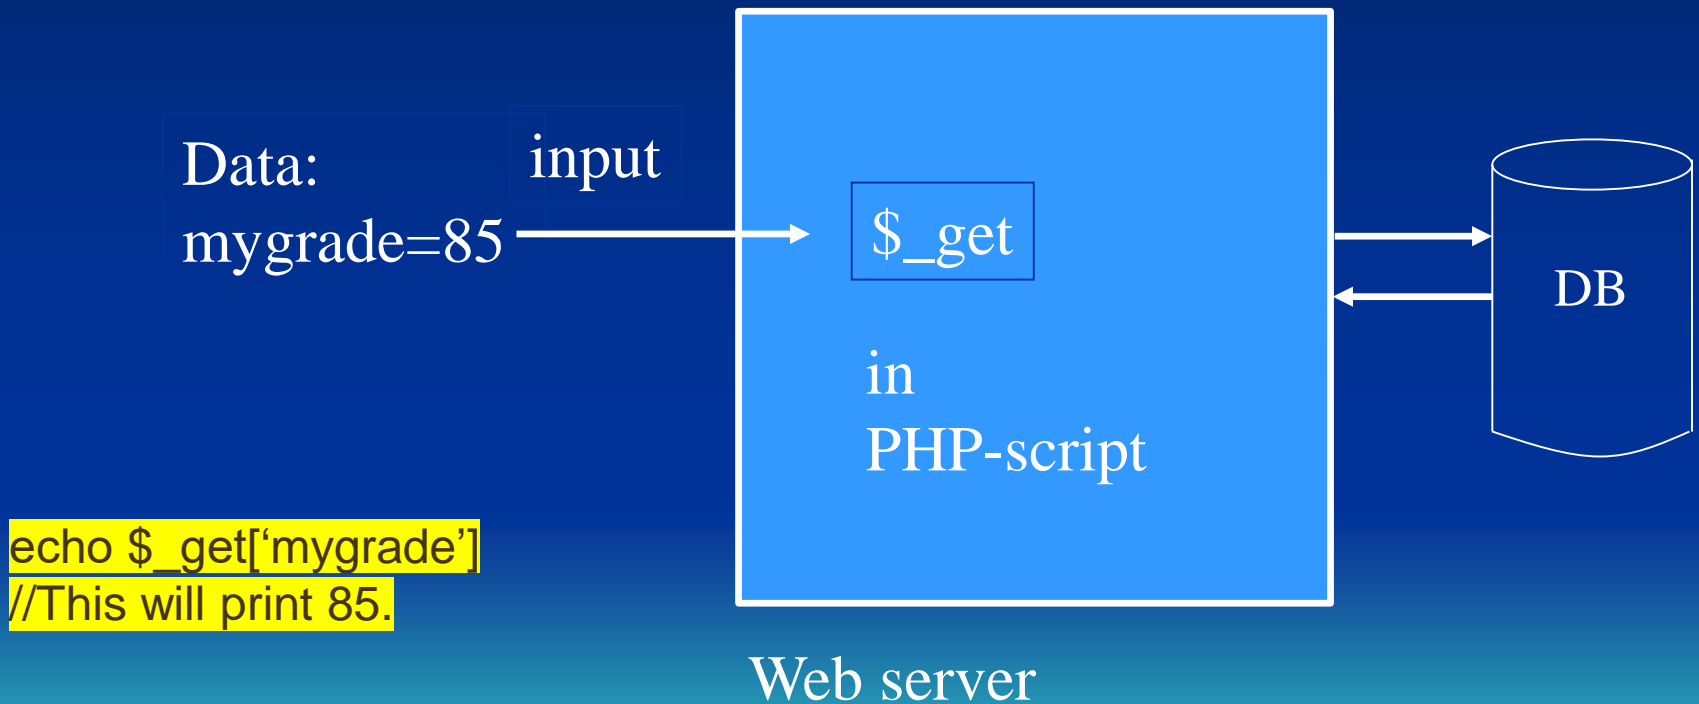 Data:
mygrade=85
input
$_get
in
PHP-script
DB
echo $_get[‘mygrade’]
//This will print 85.
Web server